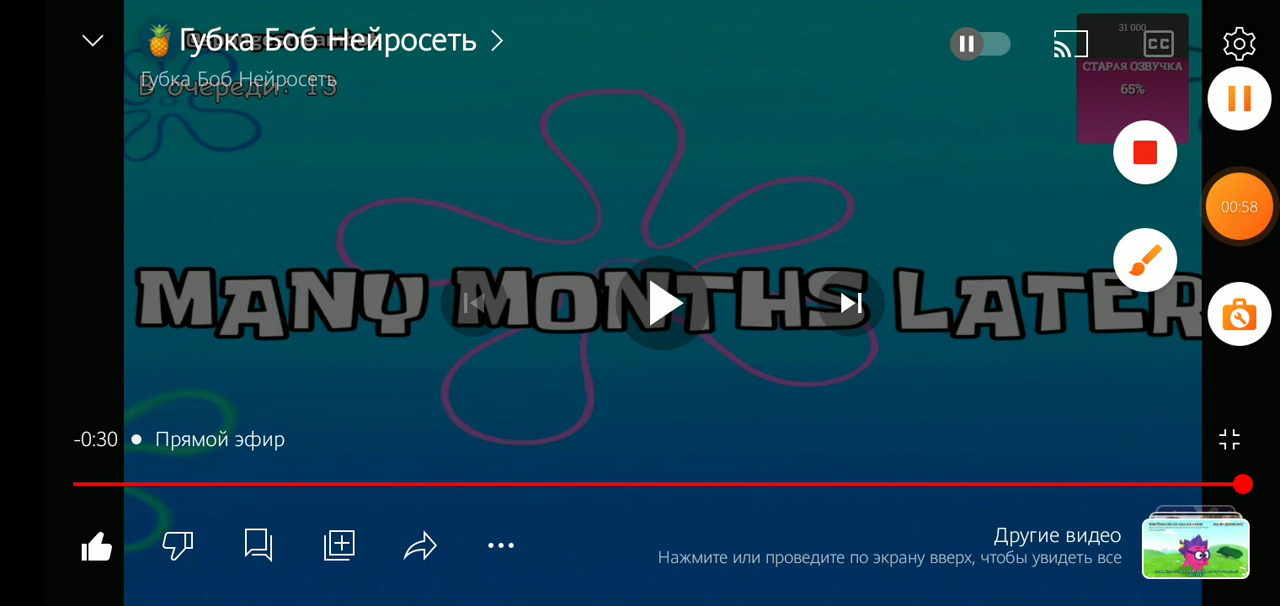 🍍 Губка Боб Нейросеть
Губка Боб Нейросеть
В очереди: 13
31 000
СТАРАЯ ОЗВУЧКА
65%
CC
00:58
MANY MONTHS LATER
-0:30 • Прямой эфир
Другие видео
Нажмите или проведите по экрану вверх, чтобы увидеть все